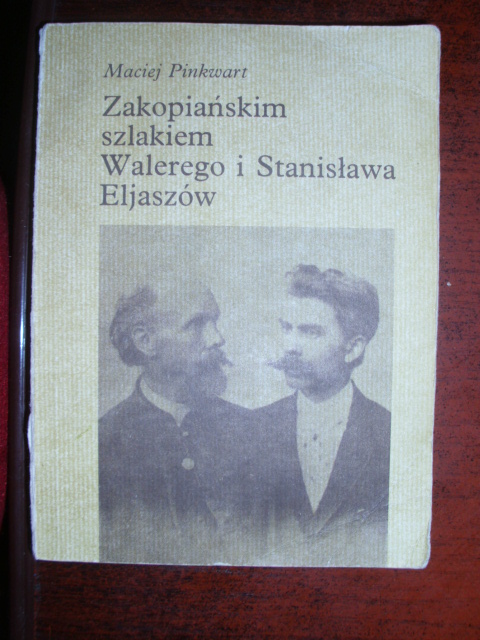 Maciej Pinkwart
Zakopiańskim
szlakiem
Walerego i Stanisława
Eljaszów